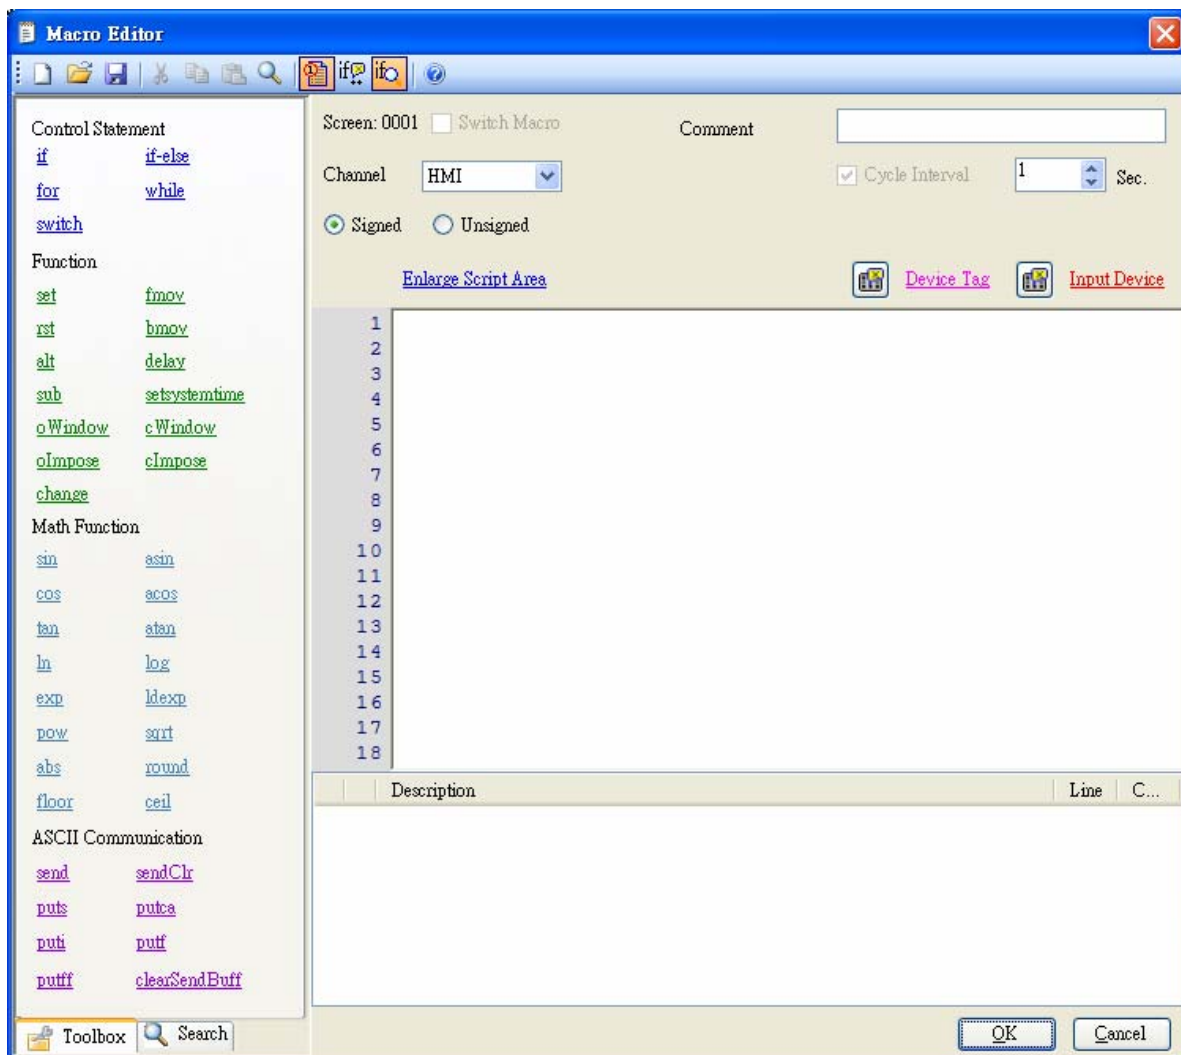 Macro Editor
if if
Control Statement
if if-else
for while
switch
Function
set fmov
rst bmov
alt delay
sub setsystemtime
oWindow cWindow
oImpose cImpose
change
Math Function
sin asin
cos acos
tan atan
ln log
exp ldexp
pow sqrt
abs round
floor ceil
ASCII Communication
send sendClr
puts putca
puti putf
putff clearSendBuff
Toolbox Search
Screen: 0001 Switch Macro Comment
Channel HMI Cycle Interval 1 Sec.
Signed Unsigned
Enlarge Script Area Device Tag Input Device
1
2
3
4
5
6
7
8
9
10
11
12
13
14
15
16
17
18
Description Line C...
OK Cancel